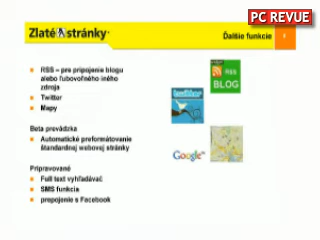 PC REVUE
Zlaté stránky
Ďalšie funkcie
RSS – pre pripojenie blogu
alebo ľubovoľného iného
zdroja
Twitter
Mapy
Beta prevádzka
Automatické preformátovanie
štandardnej webovej stránky
Pripravované
Full text vyhľadávač
SMS funkcia
prepojenie s Facebook
RSS
BLOG
twitter
Google